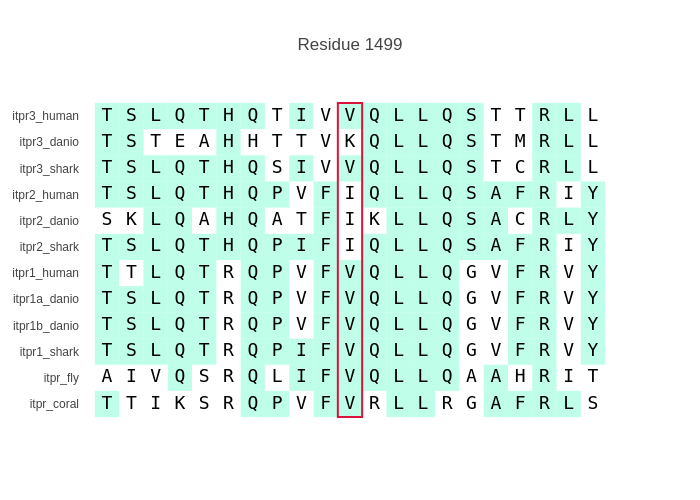 Residue 1499
itpr3_human T S L Q T H Q T I V V Q L L Q S T T R L L
itpr3_danio T S T E A H H T T V K Q L L Q S T M R L L
itpr3_shark T S L Q T H Q S I V V Q L L Q S T C R L L
itpr2_human T S L Q T H Q P V F I Q L L Q S A F R I Y
itpr2_danio S K L Q A H Q A T F I K L L Q S A C R L Y
itpr2_shark T S L Q T H Q P I F I Q L L Q S A F R I Y
itpr1_human T T L Q T R Q P V F V Q L L Q G V F R V Y
itpr1a_danio T S L Q T R Q P V F V Q L L Q G V F R V Y
itpr1b_danio T S L Q T R Q P V F V Q L L Q G V F R V Y
itpr1_shark T S L Q T R Q P I F V Q L L Q G V F R V Y
itpr_fly A I V Q S R Q L I F V Q L L Q A A H R I T
itpr_coral T T I K S R Q P V F V R L L R G A F R L S